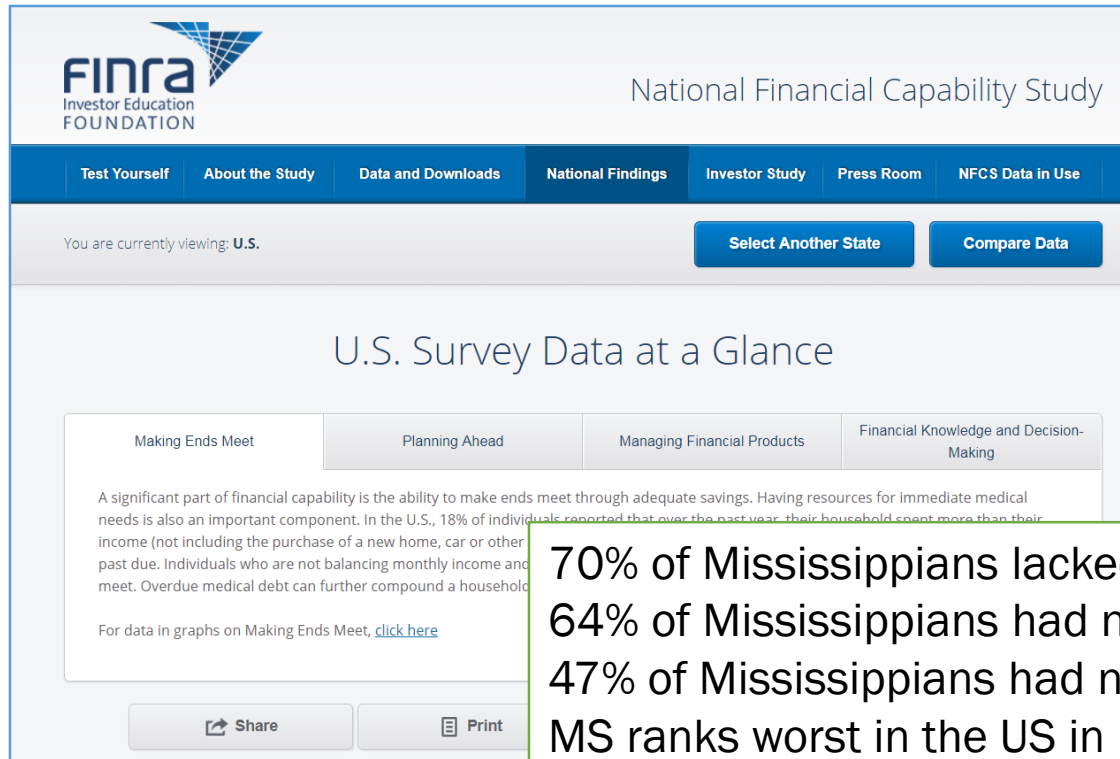 FINRA
Investor Education
FOUNDATION
National Financial Capability Study
Test Yourself About the Study Data and Downloads National Findings Investor Study Press Room NFCS Data in Use
You are currently viewing: U.S.
Select Another State Compare Data
U.S. Survey Data at a Glance
Making Ends Meet Planning Ahead Managing Financial Products Financial Knowledge and Decision-
Making
A significant part of financial capability is the ability to make ends meet through adequate savings. Having resources for immediate medical
needs is also an important component. In the U.S., 18% of individuals reported that over the past year, their household spent more than their
income (not including the purchase of a new home, car or other
past due. Individuals who are not balancing monthly income and
meet. Overdue medical debt can further compound a household
For data in graphs on Making Ends Meet, click here
Share Print
70% of Mississippians
64% of Mississippians had
47% of Mississippians had
MS ranks worst in the US in